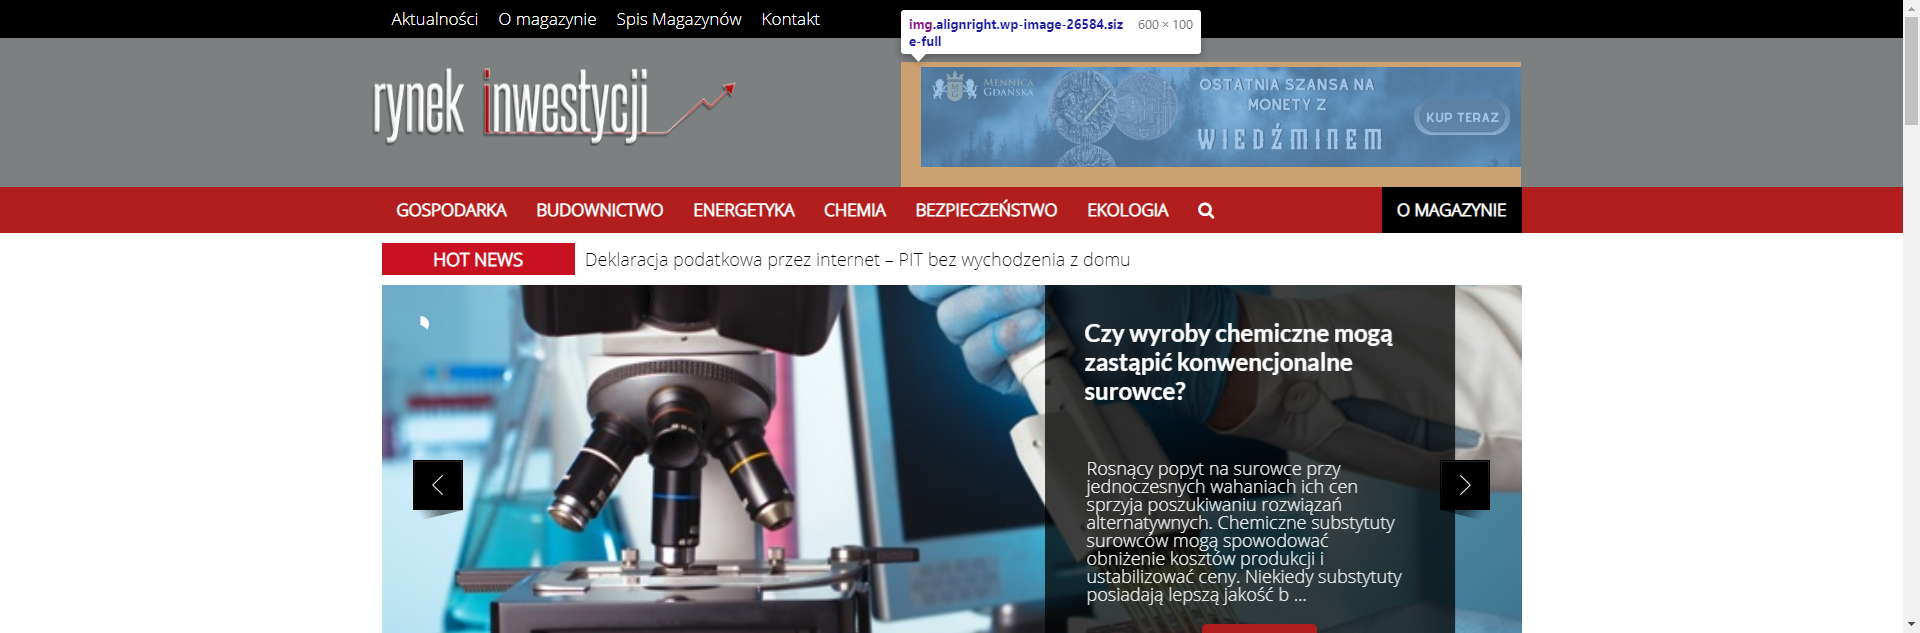 Aktualności O magazynie Spis Magazynów Kontakt
img.alignright.wp-image-26584.siz 600 × 100
e-full
rynek inwestycji
MENNICA
GDAŃSKA
OSTATNIA SZANSA NA
MONETY Z
WIEDŹMINEM
KUP TERAZ
GOSPODARKA BUDOWNICTWO ENERGETYKA CHEMIA BEZPIECZEŃSTWO EKOLOGIA O MAGAZYNIE
HOT NEWS Deklaracja podatkowa przez internet – PIT bez wychodzenia z domu
Czy wyroby chemiczne mogą
zastąpić konwencjonalne
surowce?
Rosnący popyt na surowce przy
jednoczesnych wahaniach ich cen
sprzyja poszukiwaniu rozwiązań
alternatywnych. Chemiczne substytuty
surowców mogą spowodować
obniżenie kosztów produkcji i
ustabilizować ceny. Niekiedy substytuty
posiadają lepszą jakość b ...